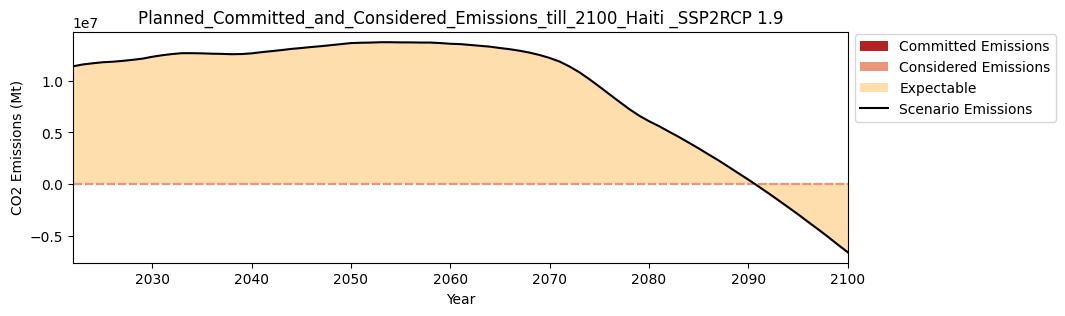 Planned_Committed_and_Considered_Emissions_till_2100_Haiti _SSP2RCP 1.9
1e7
1.0
0.5
0.0
−0.5
CO2 Emissions (Mt)
2030 2040 2050 2060 2070 2080 2090 2100
Year
Committed Emissions
Considered Emissions
Expectable
Scenario Emissions